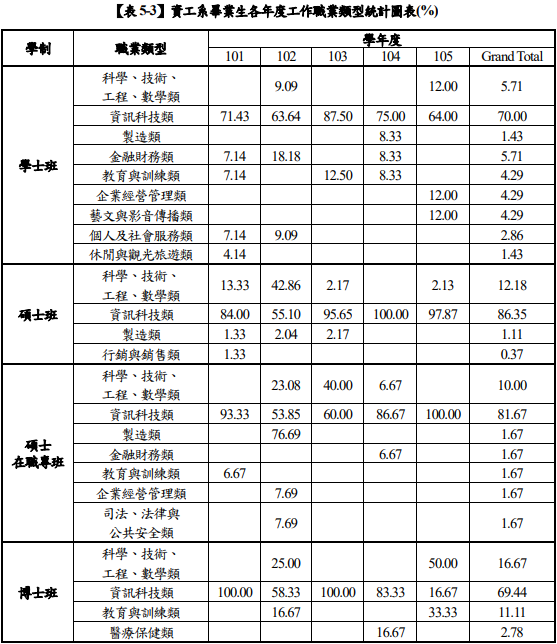 【表 5-3】資工系畢業生各年度工作職業類型統計圖表(%)
學制 職業類型 學年度
101 102 103 104 105 Grand Total
學士班
科學、技術、
工程、數學類 9.09 12.00 5.71
資訊科技類 71.43 63.64 87.50 75.00 64.00 70.00
製造類 8.33 1.43
金融財務類 7.14 18.18 8.33 5.71
教育與訓練類 7.14 12.50 8.33 4.29
企業經營管理類 12.00 4.29
藝文與影音傳播類 12.00 4.29
個人及社會服務類 7.14 9.09 2.86
休閒與觀光旅遊類 4.14 1.43
碩士班
科學、技術、
工程、數學類 13.33 42.86 2.17 2.13 12.18
資訊科技類 84.00 55.10 95.65 100.00 97.87 86.35
製造類 1.33 2.04 2.17 1.11
行銷與銷售類 1.33 0.37
碩士
在職專班
科學、技術、
工程、數學類 23.08 40.00 6.67 10.00
資訊科技類 93.33 53.85 60.00 86.67 100.00 81.67
製造類 76.69 1.67
金融財務類 6.67 1.67
教育與訓練類 6.67 1.67
企業經營管理類 7.69 1.67
司法、法律與
公共安全類 7.69 1.67
博士班
科學、技術、
工程、數學類 25.00 50.00 16.67
資訊科技類 100.00 58.33 100.00 83.33 16.67 69.44
教育與訓練類 16.67 33.33 11.11
醫療保健類 16.67 2.78